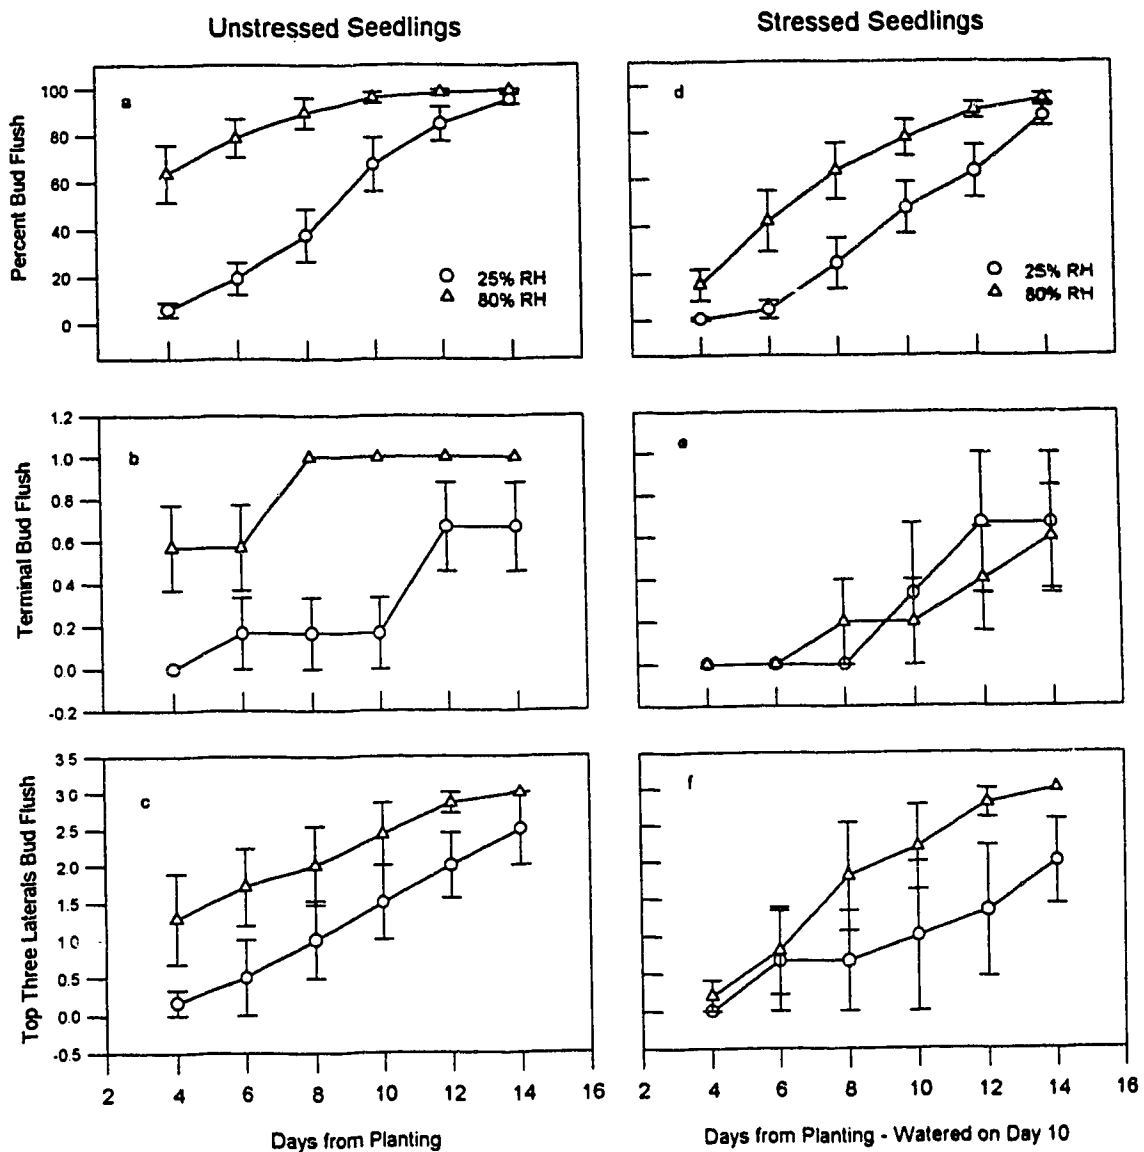 Unstressed Seedlings
Stressed Seedlings
Percent Bud Flush
100
80
60
40
20
0
a
25% RH
80% RH
d
25% RH
80% RH
Terminal Bud Flush
1.2
1.0
0.8
0.6
0.4
0.2
0.0
-0.2
b
e
Top Three Laterals Bud Flush
3.5
3.0
2.5
2.0
1.5
1.0
0.5
0.0
-0.5
c
f
2 4 6 8 10 12 14 16
2 4 6 8 10 12 14 16
Days from Planting
Days from Planting - Watered on Day 10